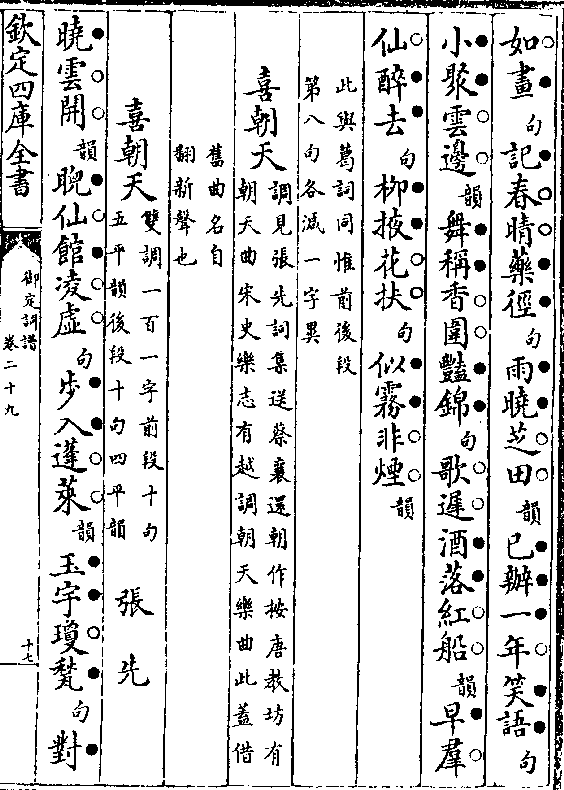 如畫句記春晴藥徑句雨曉芝田韻已辦一年笑語句
小聚雲邊韻舞稱香圍豔錦句歌遲酒落紅船韻早羣
仙醉去句柳掖花扶句似霧非煙韻
此與葛詞同惟前後段
第八句各減一字異
喜朝天調見張先詞集送蔡襄還朝作按唐教坊有
朝天曲宋史樂志有越調朝天樂曲此蓋借
舊曲名自
翻新聲也
喜朝天雙調一百一字前段十句
五平韻後段十句四平韻
張先
曉雲開韻睨仙館凌虛句步入蓬萊韻玉宇瓊甃句對
欽定四庫全書
御定詞譜
卷二十九
十七